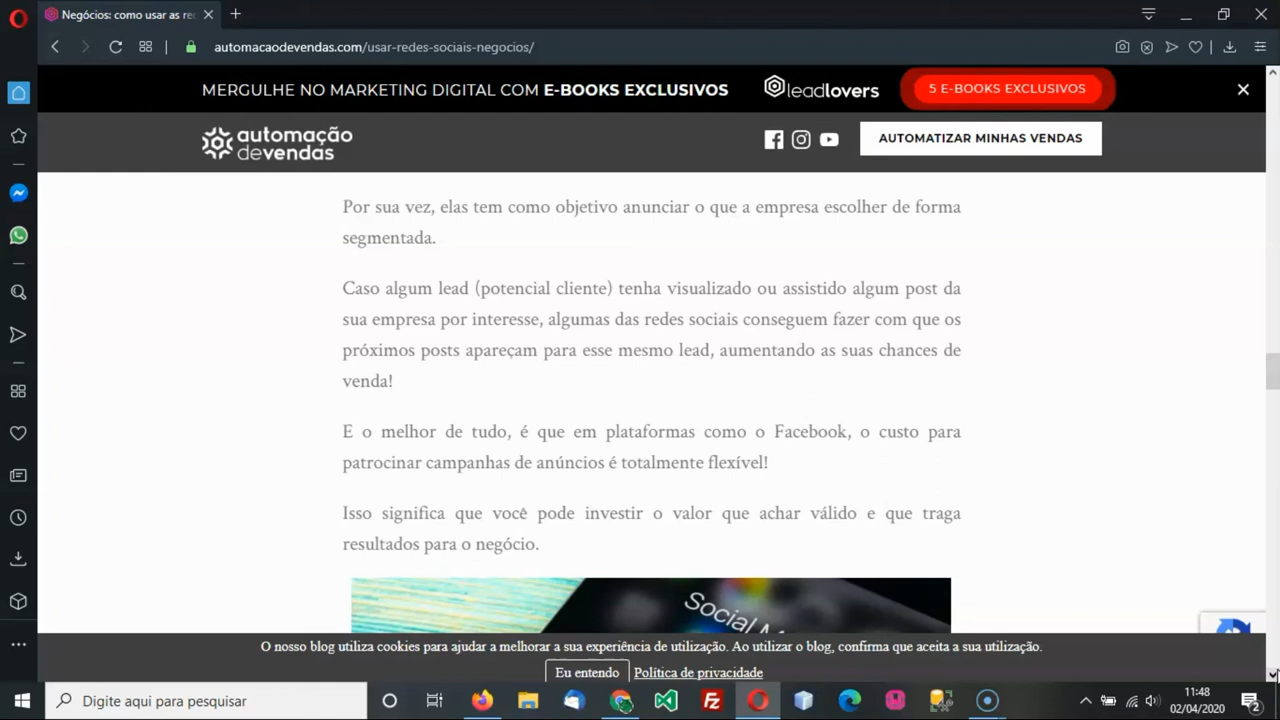 Negócios: como usar as re
automacaodevendas.com/usar-redes-sociais-negocios/
MERGULHE NO MARKETING DIGITAL COM E-BOOKS EXCLUSIVOS
leadlovers
5 E-BOOKS EXCLUSIVOS
automação
devendas
AUTOMATIZAR MINHAS VENDAS
Por sua vez, elas tem como objetivo anunciar o que a empresa escolher de forma
segmentada.
Caso algum lead (potencial cliente) tenha visualizado ou assistido algum post da
sua empresa por interesse, algumas das redes sociais conseguem fazer com que os
próximos posts apareçam para esse mesmo lead, aumentando as suas chances de
venda!
E o melhor de tudo, é que em plataformas como o Facebook, o custo para
patrocinar campanhas de anúncios é totalmente flexível!
Isso significa que você pode investir o valor que achar válido e que traga
resultados para o negócio.
Social M
O nosso blog utiliza cookies para ajudar a melhorar a sua experiência de utilização. Ao utilizar o blog, confirma que aceita a sua utilização.
Eu entendo
Política de privacidade
Digite aqui para pesquisar
11:48
02/04/2020
2